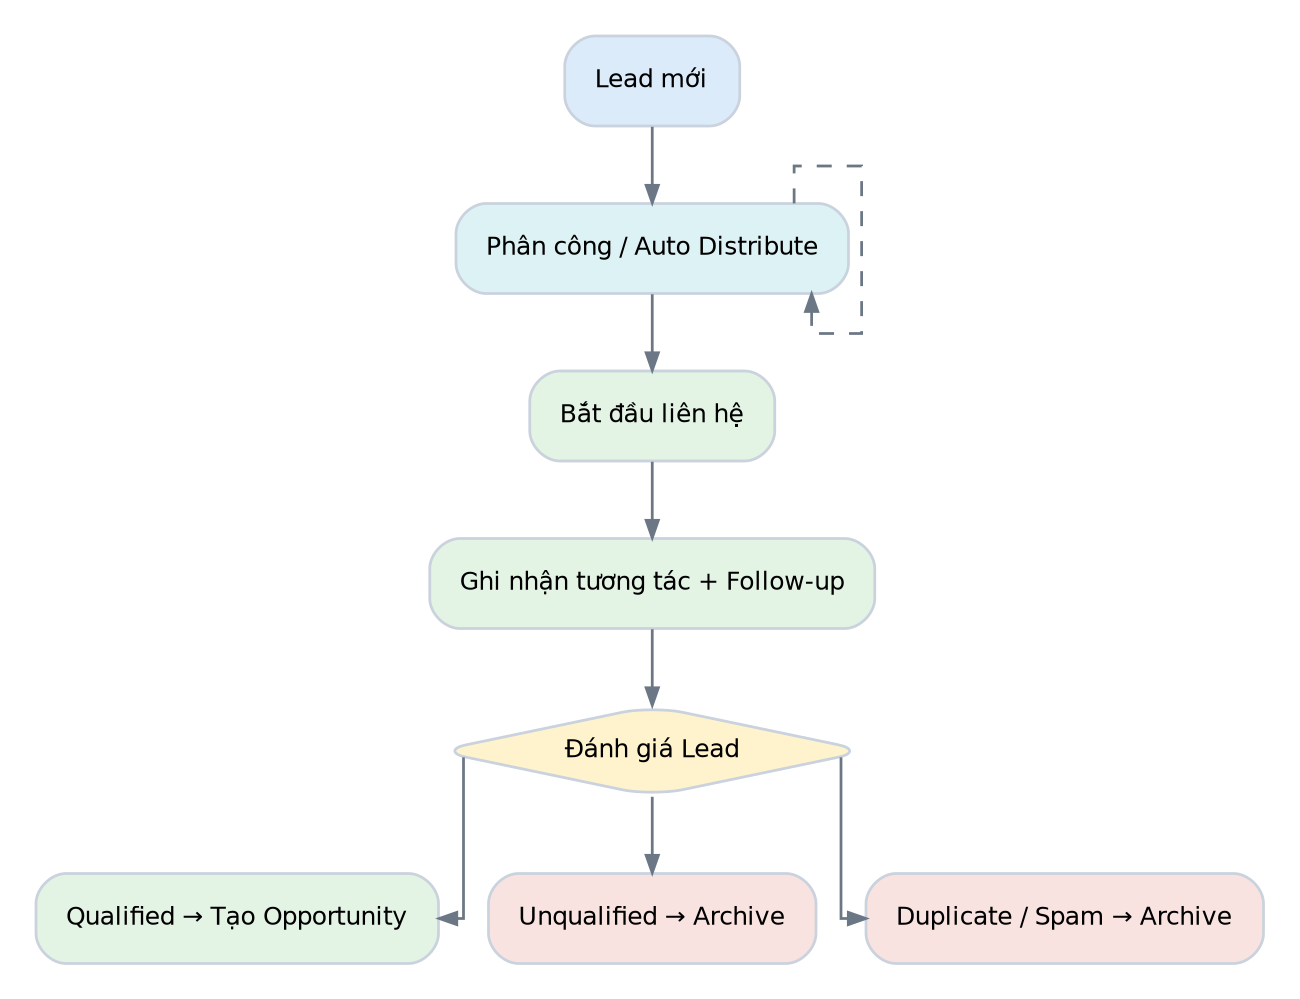 Lead mới
Phân công / Auto Distribute
Bắt đầu liên hệ
Ghi nhận tương tác + Follow-up
Đánh giá Lead
Qualified → Tạo Opportunity
Unqualified → Archive
Duplicate / Spam → Archive